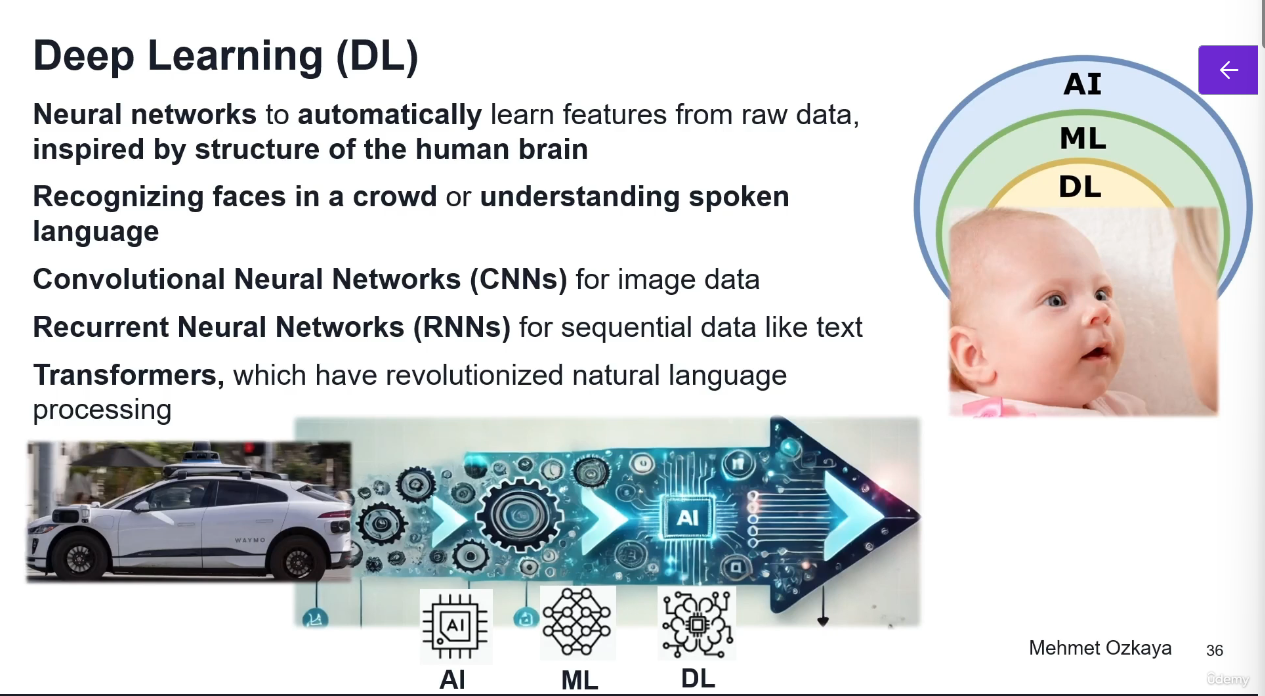 Deep Learning (DL)
Neural networks to automatically learn features from raw data,
inspired by structure of the human brain
Recognizing faces in a crowd or understanding spoken
language
Convolutional Neural Networks (CNNs) for image data
Recurrent Neural Networks (RNNs) for sequential data like text
Transformers, which have revolutionized natural language
processing
AI
ML
DL
WAYMO
AI
AI
AI
ML
DL
Mehmet Ozkaya
36
ûdemy